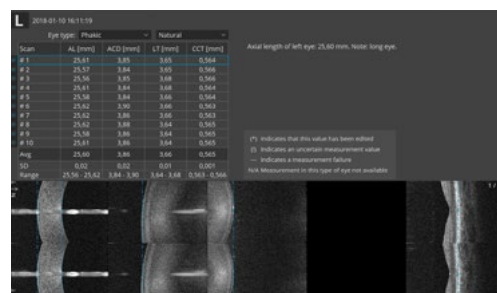 L 2018-01-10 16:11:19
Eye type: Phakic Natural
Scan AL [mm] ACD [mm] LT [mm] CCT [mm]
# 1 25,61 3,85 3,65 0,564
# 2 25,57 3,84 3,65 0,566
# 3 25,56 3,85 3,68 0,566
# 4 25,61 3,84 3,68 0,565
# 5 25,58 3,84 3,66 0,564
# 6 25,62 3,90 3,66 0,563
# 7 25,62 3,86 3,66 0,563
# 8 25,62 3,88 3,64 0,565
# 9 25,58 3,86 3,64 0,565
# 10 25,61 3,86 3,64 0,565
Avg 25,60 3,86 3,66 0,565
SD 0,02 0,02 0,01 0,001
Range 25,56 - 25,62 3,84 - 3,90 3,64 - 3,68 0,563 - 0,566
Axial length of left eye: 25,60 mm. Note: long eye.
(*) Indicates that this value has been edited
(!) Indicates an uncertain measurement value
--- Indicates a measurement failure
N/A Measurement in this type of eye not available